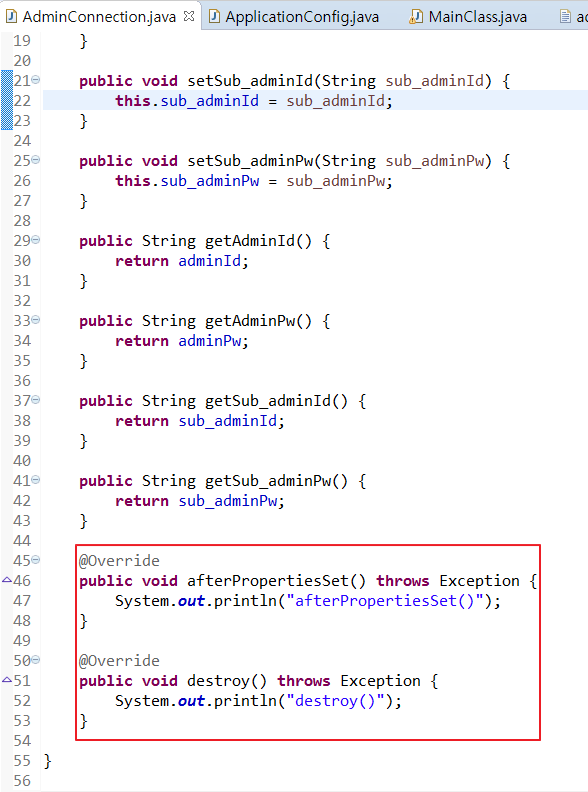 AdminConnection.java ApplicationConfig.java MainClass.java
19 }
20
21 public void setSub_adminId(String sub_adminId) {
22 this.sub_adminId = sub_adminId;
23 }
24
25 public void setSub_adminPw(String sub_adminPw) {
26 this.sub_adminPw = sub_adminPw;
27 }
28
29 public String getAdminId() {
30 return adminId;
31 }
32
33 public String getAdminPw() {
34 return adminPw;
35 }
36
37 public String getSub_adminId() {
38 return sub_adminId;
39 }
40
41 public String getSub_adminPw() {
42 return sub_adminPw;
43 }
44
45 @Override
46 public void afterPropertiesSet() throws Exception {
47 System.out.println("afterPropertiesSet()");
48 }
49
50 @Override
51 public void destroy() throws Exception {
52 System.out.println("destroy()");
53 }
54
55 }
56